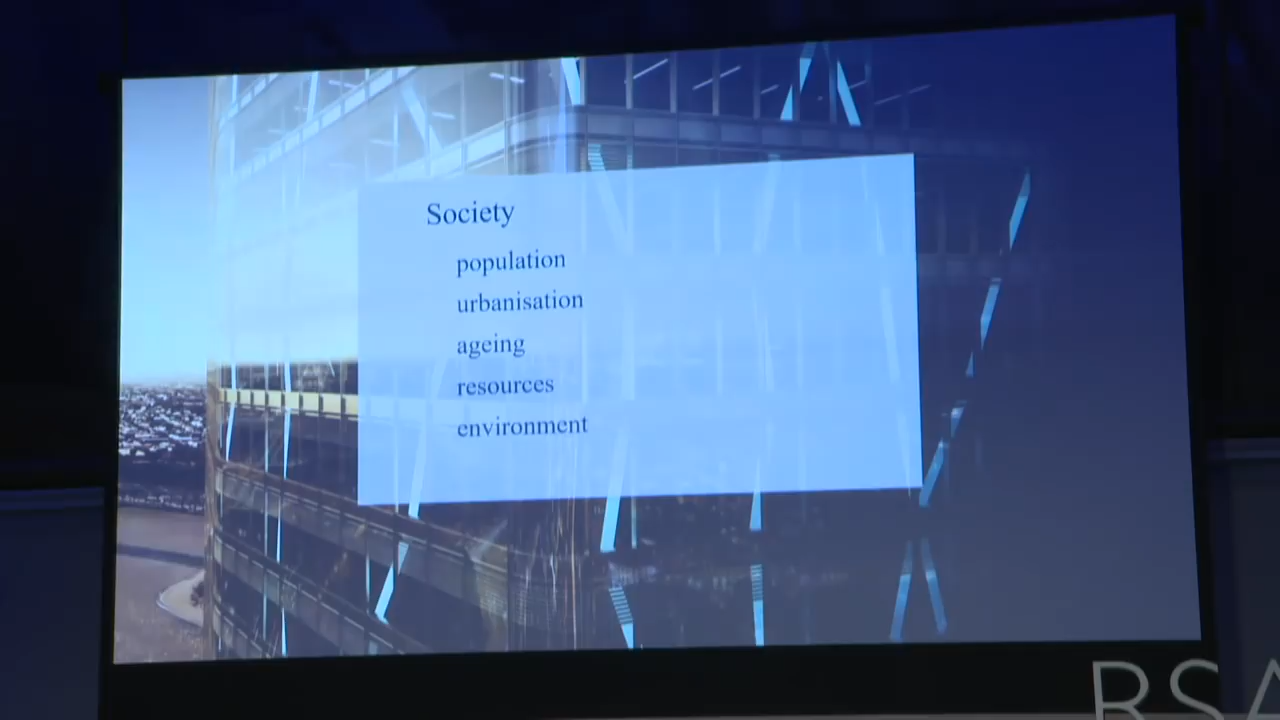 Society
population
urbanisation
ageing
resources
environment
RSA